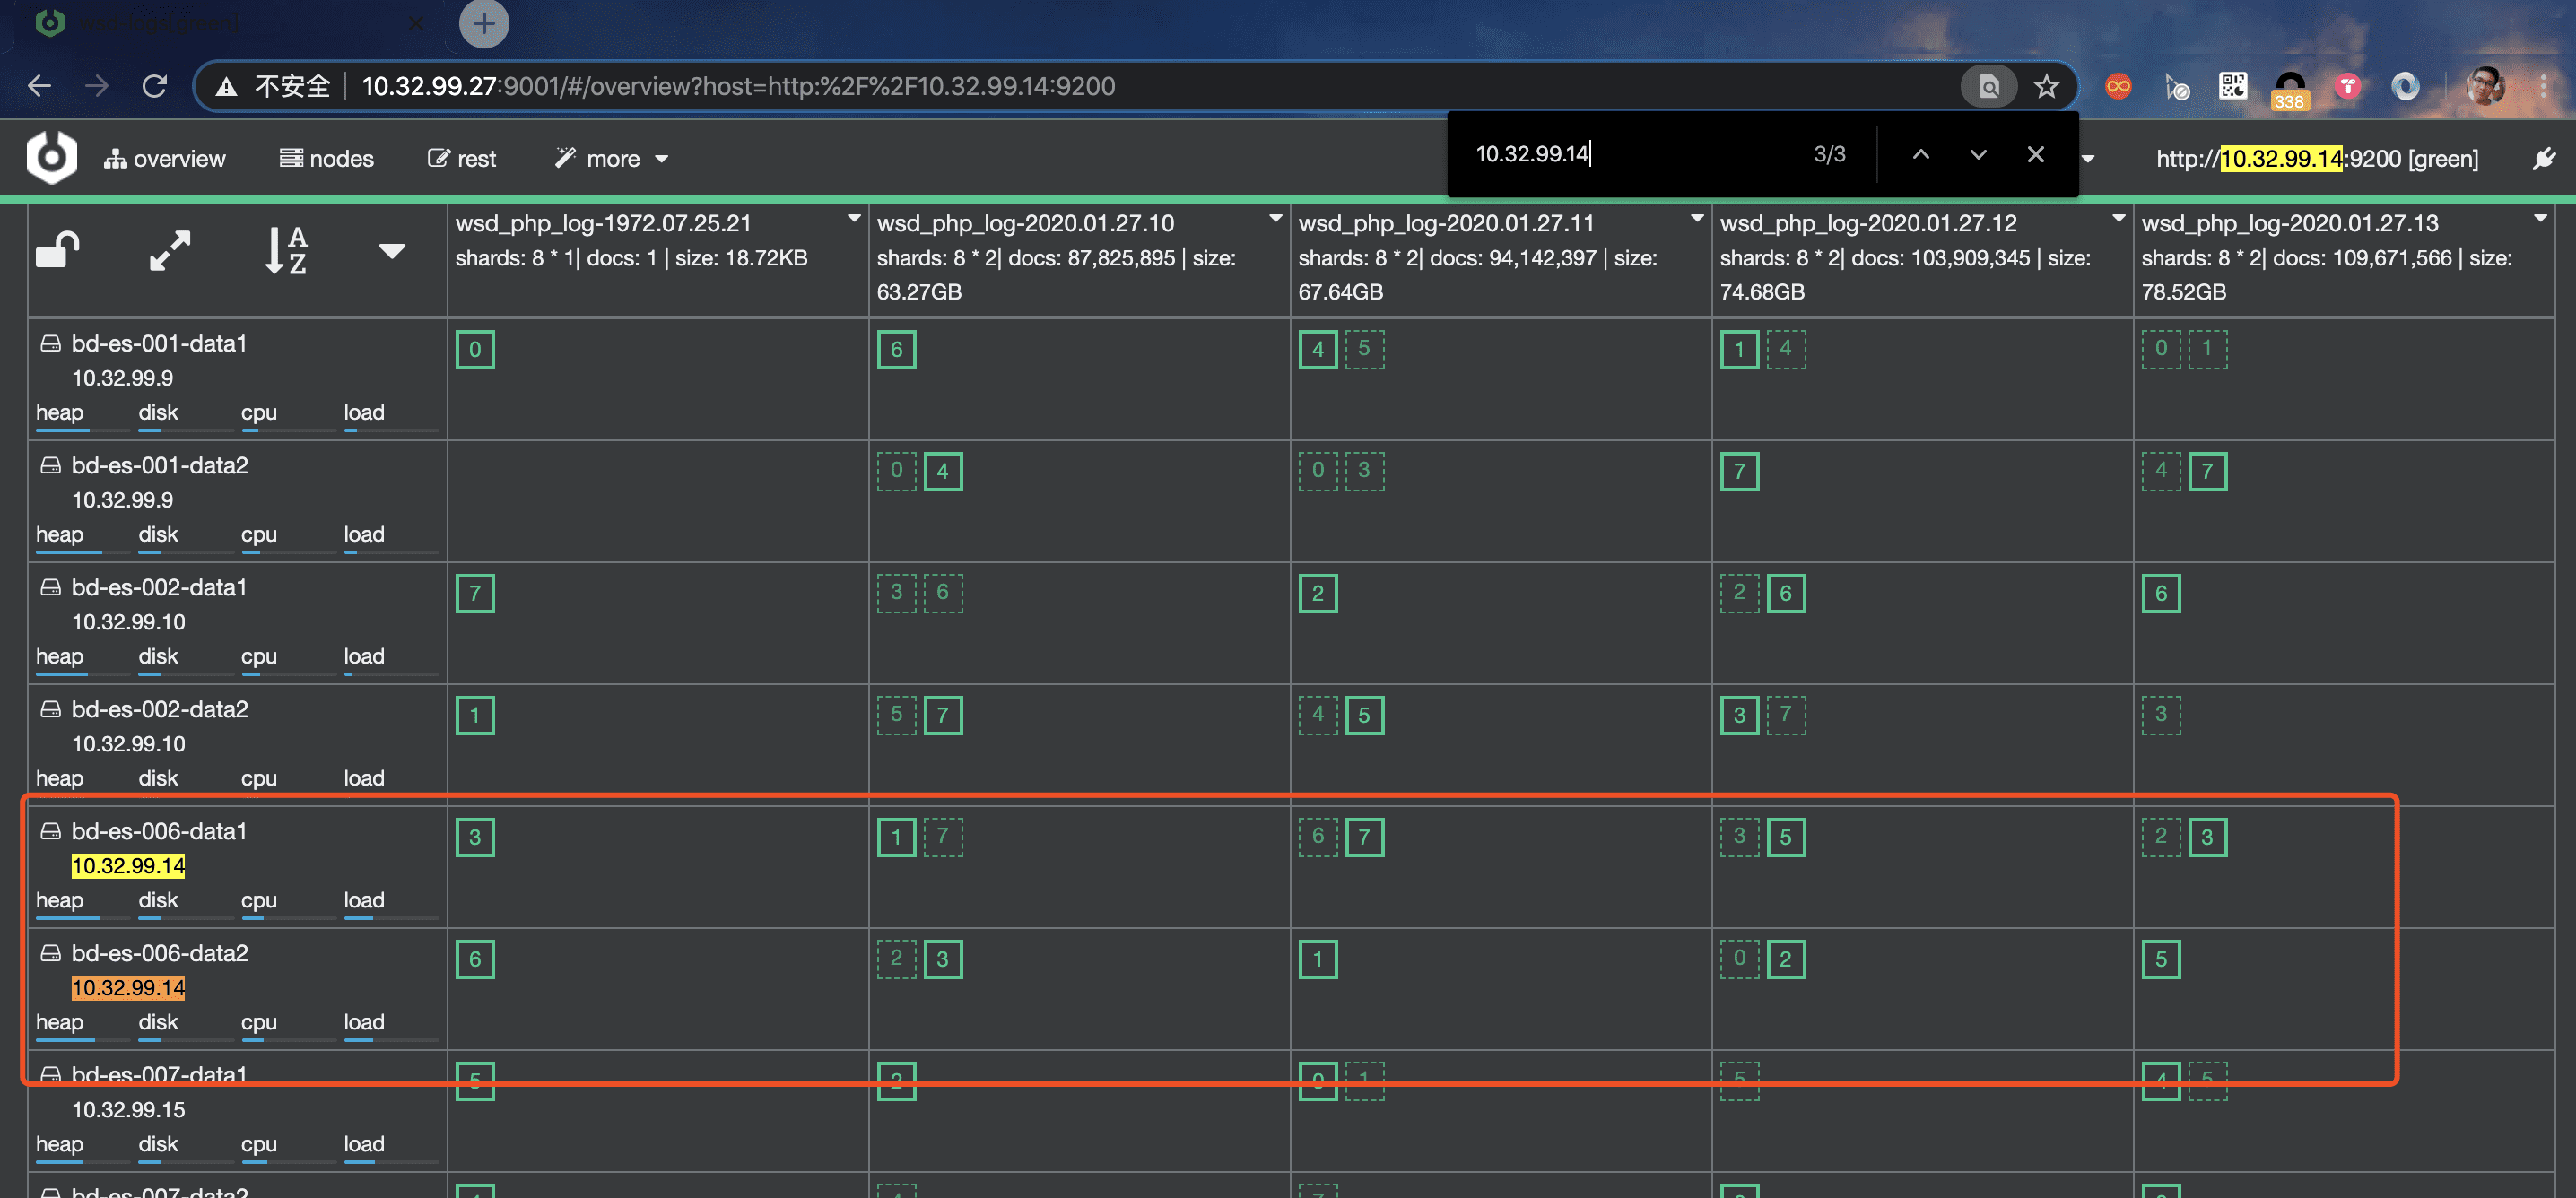 不安全 10.32.99.27:9001/#/overview?host=http:%2F%2F10.32.99.14:9200
338
overview nodes rest more
10.32.99.14 3/3
http://10.32.99.14:9200 [green]
A
Z
wsd_php_log-1972.07.25.21
shards: 8 * 1| docs: 1 | size: 18.72KB
wsd_php_log-2020.01.27.10
shards: 8 * 2| docs: 87,825,895 | size:
63.27GB
wsd_php_log-2020.01.27.11
shards: 8 * 2| docs: 94,142,397 | size:
67.64GB
wsd_php_log-2020.01.27.12
shards: 8 * 2| docs: 103,909,345 | size:
74.68GB
wsd_php_log-2020.01.27.13
shards: 8 * 2| docs: 109,671,566 | size:
78.52GB
bd-es-001-data1
10.32.99.9
heap disk cpu load
0 6 4 5 1 4 0 1
bd-es-001-data2
10.32.99.9
heap disk cpu load
0 4 0 3 7 4 7
bd-es-002-data1
10.32.99.10
heap disk cpu load
7 3 6 2 2 6 6
bd-es-002-data2
10.32.99.10
heap disk cpu load
1 5 7 4 5 3 7 3
bd-es-006-data1
10.32.99.14
heap disk cpu load
3 1 7 6 7 3 5 2 3
bd-es-006-data2
10.32.99.14
heap disk cpu load
6 2 3 1 0 2 5
bd-es-007-data1
10.32.99.15
heap disk cpu load
5 2 0 1 5 4 5
bd-es-007-data2